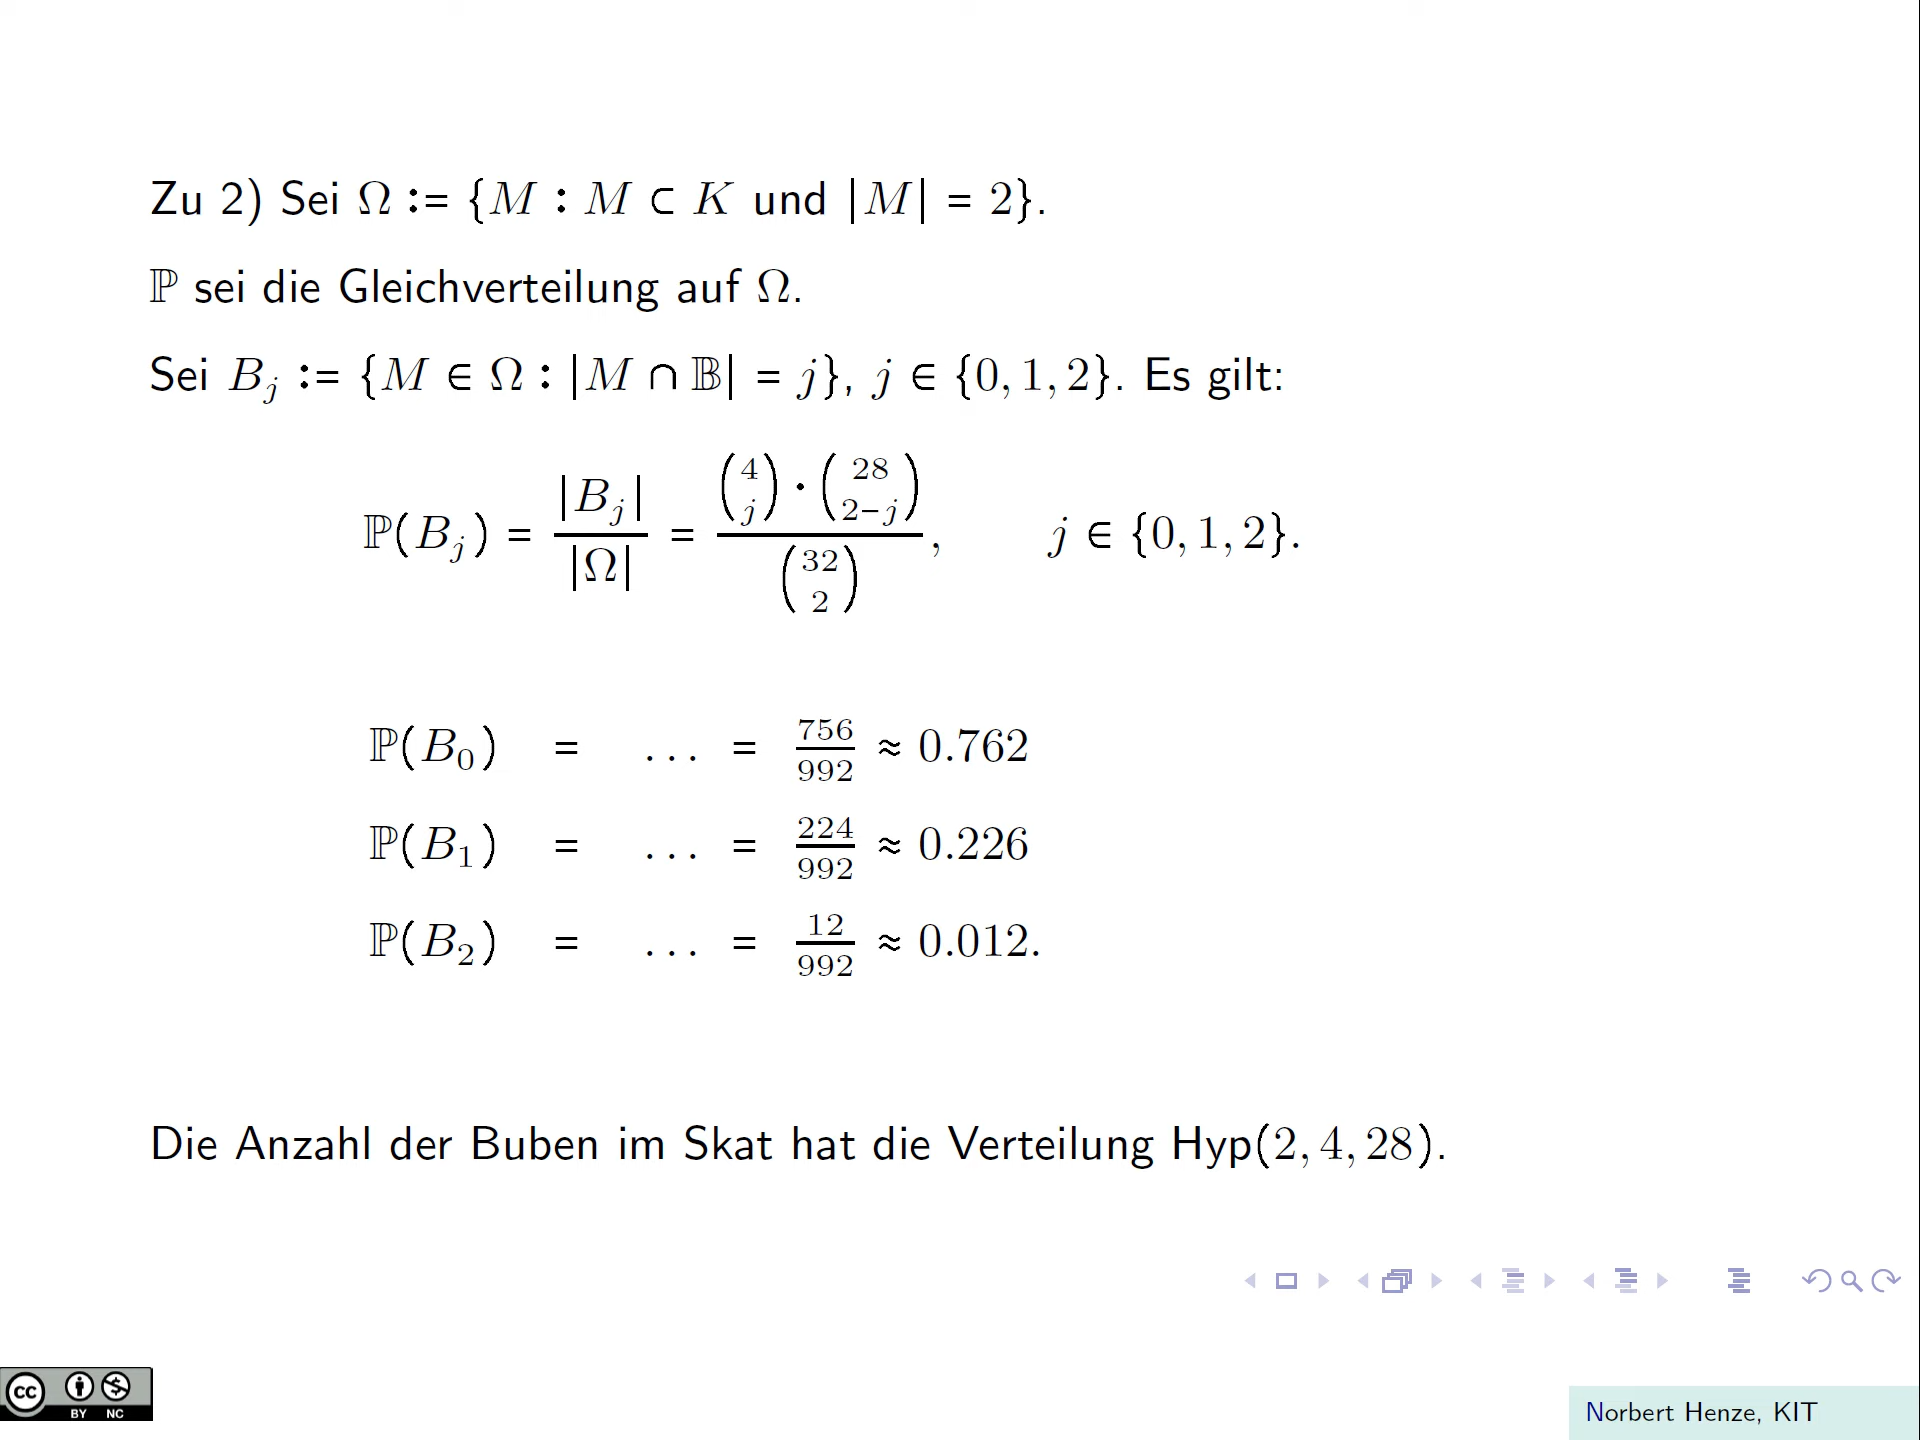 Zu 2) Sei Ω := {M : M ⊂ K und |M| = 2}.
ℙ sei die Gleichverteilung auf Ω.
Sei B_j := {M ∈ Ω : |M ∩ 𝔹| = j}, j ∈ {0, 1, 2}. Es gilt:
ℙ(B_j) = |B_j| / |Ω| = (4 über j) · (28 über 2−j) / (32 über 2), j ∈ {0, 1, 2}.
ℙ(B_0) = ... = 756/992 ≈ 0.762
ℙ(B_1) = ... = 224/992 ≈ 0.226
ℙ(B_2) = ... = 12/992 ≈ 0.012.
Die Anzahl der Buben im Skat hat die Verteilung Hyp(2, 4, 28).
cc BY NC
Norbert Henze, KIT